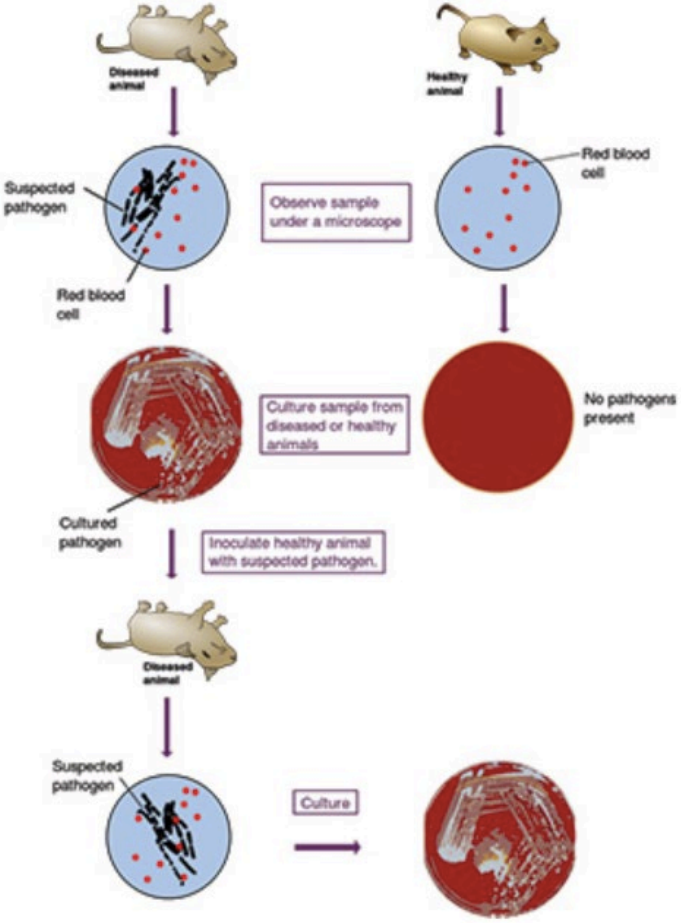 Diseased
animal
Healthy
animal
Suspected
pathogen
Observe sample
under a microscope
Red blood
cell
Red blood
cell
Culture sample from
diseased or healthy
animals
No pathogens
present
Cultured
pathogen
Inoculate healthy animal
with suspected pathogen.
Diseased
animal
Suspected
pathogen
Culture